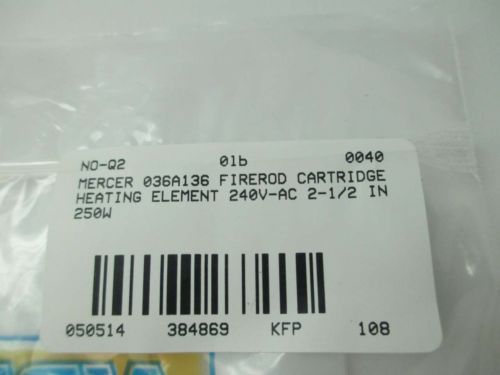 NO-Q2 01b 0040
MERCER 036A136 FIREROD CARTRIDGE
HEATING ELEMENT 240V-AC 2-1/2 IN
250W
050514 384869 KFP 108